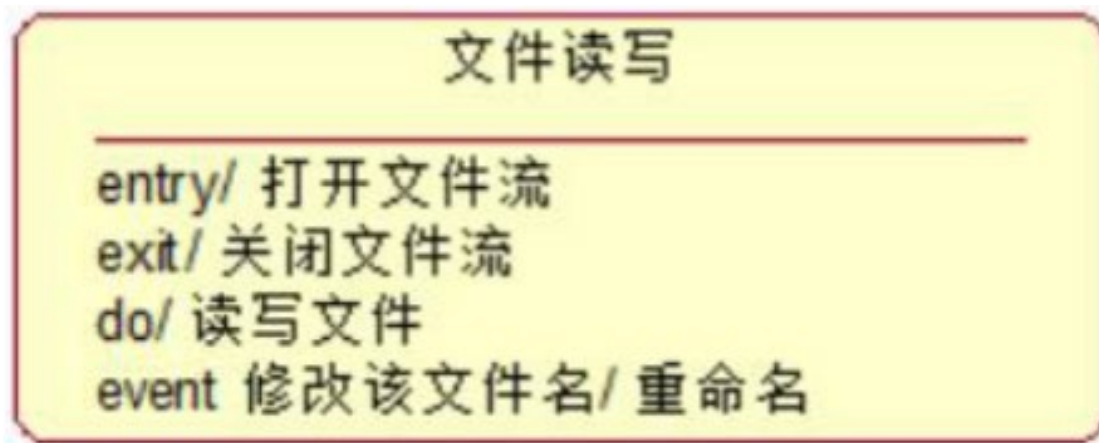 文件读写
entry/ 打开文件流
exit/ 关闭文件流
do/ 读写文件
event 修改该文件名/ 重命名